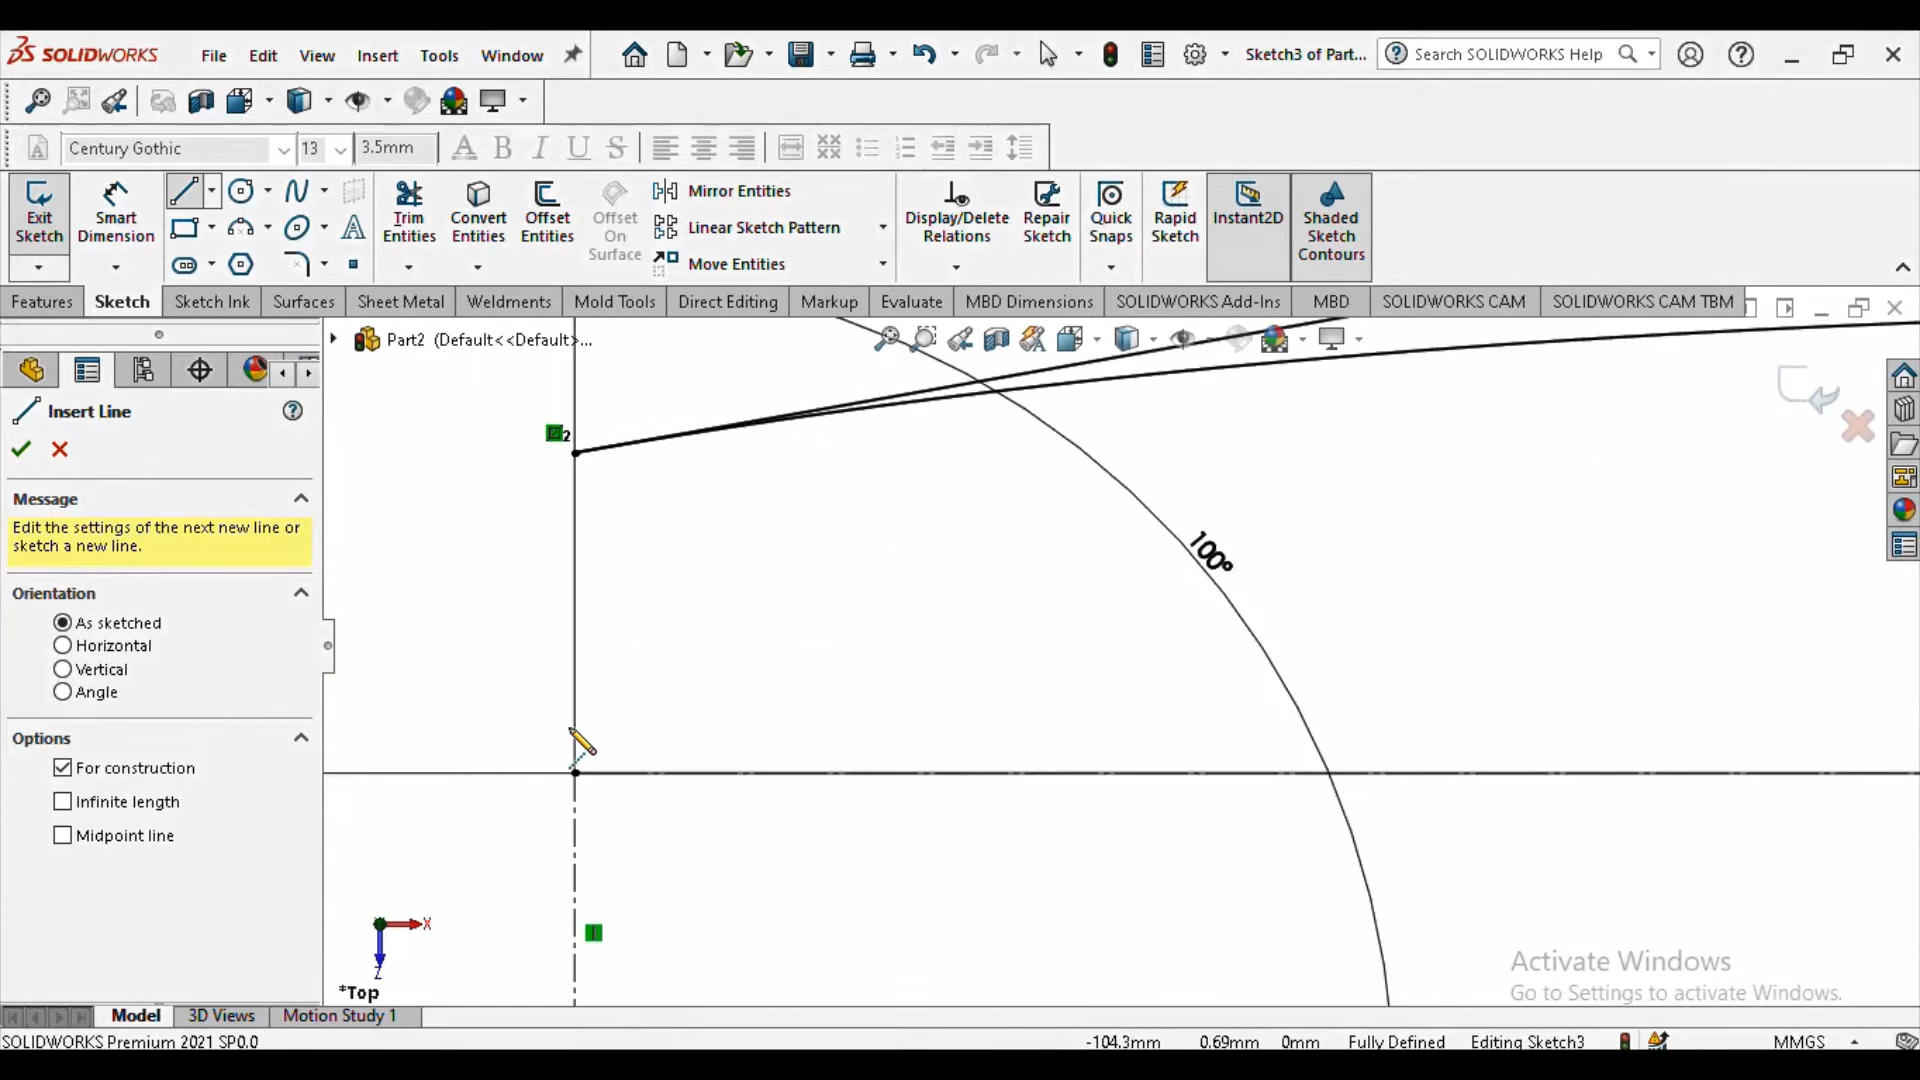 SOLIDWORKS File Edit View Insert Tools Window Sketch3 of Part... Search SOLIDWORKS Help
Century Gothic 13 3.5mm A B I U S
Exit Sketch
Smart Dimension
Trim Entities
Convert Entities
Offset Entities
Offset On Surface
Mirror Entities
Linear Sketch Pattern
Move Entities
Display/Delete Relations
Repair Sketch
Quick Snaps
Rapid Sketch
Instant2D
Shaded Sketch Contours
Features Sketch Sketch Ink Surfaces Sheet Metal Weldments Mold Tools Direct Editing Markup Evaluate MBD Dimensions SOLIDWORKS Add-Ins MBD SOLIDWORKS CAM SOLIDWORKS CAM TBM
Part2 (Default<<Default>...
Insert Line
Message
Edit the settings of the next new line or
sketch a new line.
Orientation
As sketched
Horizontal
Vertical
Angle
Options
For construction
Infinite length
Midpoint line
2
100°
X
Z
*Top
Activate Windows
Go to Settings to activate Windows.
Model 3D Views Motion Study 1
SOLIDWORKS Premium 2021 SP0.0 -104.3mm 0.69mm 0mm Fully Defined Editing Sketch3 MMGS